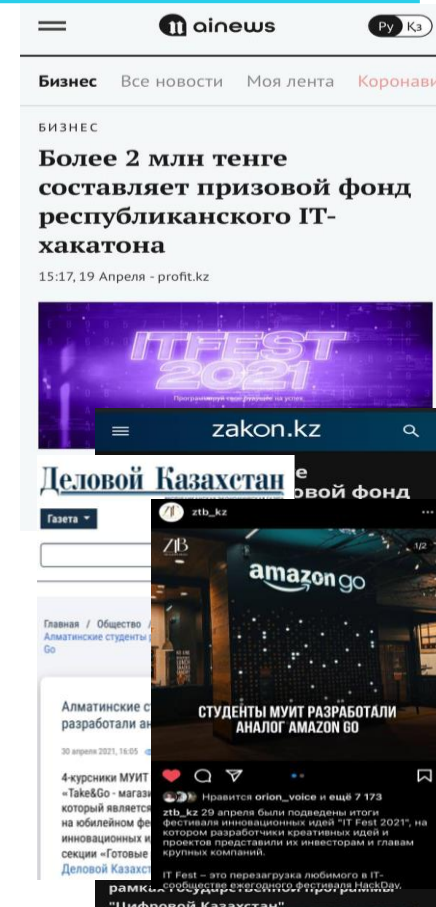 ainews
Ру Кз
Бизнес Все новости Моя лента Коронави
БИЗНЕС
Более 2 млн тенге
составляет призовой фонд
республиканского IT-
хакатона
15:17, 19 Апреля - profit.kz
ITFEST
2021
Программируй свое будущее на успех
zakon.kz
е
овой фонд
Деловой Казахстан
Газета
ztb_kz
ZTB
1/2
amazon go
СТУДЕНТЫ МУИТ РАЗРАБОТАЛИ
АНАЛОГ AMAZON GO
Нравится orion_voice и ещё 7 173
ztb_kz 29 апреля были подведены итоги
фестиваля инновационных идей "IT Fest 2021", на
котором разработчики креативных идей и
проектов представили их инвесторам и главам
крупных компаний.
IT Fest – это перезагрузка любимого в IT-
сообществе ежегодного фестиваля HackDay.
Главная / Общество /
Алматинские студенты
Go
Алматинские с
разработали ан
30 апреля 2021, 16:05
4-курсники МУИТ
«Take&Go - магази
который является
на юбилейном фе
инновационных и
секции «Готовые
Деловой Казахст
рамках государственной программы
"Цифровой Казахстан"